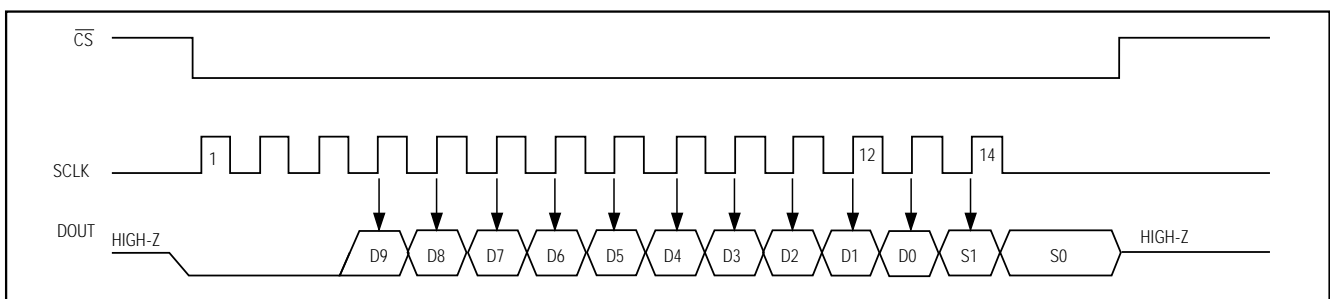 CS
1
12
14
SCLK
DOUT
HIGH-Z
D9 D8 D7 D6 D5 D4 D3 D2 D1 D0 S1 S0
HIGH-Z